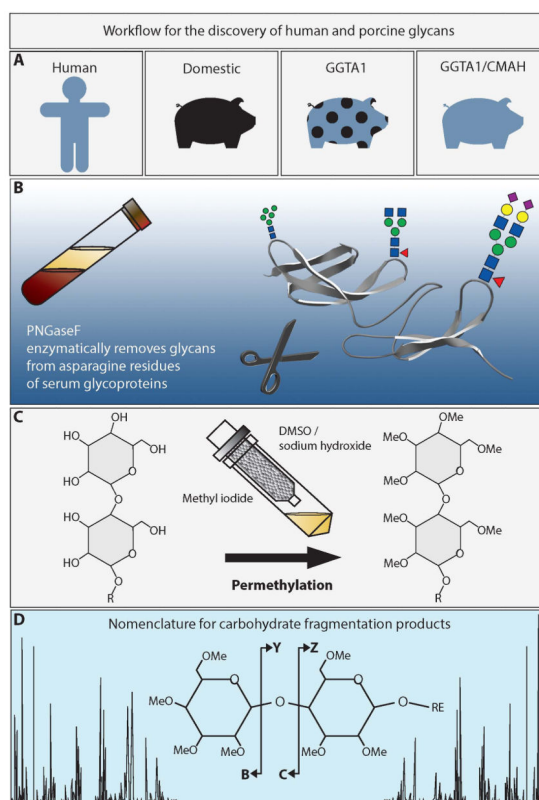 Workflow for the discovery of human and porcine glycans
A
Human
Domestic
GGTA1
GGTA1/CMAH
B
PNGaseF
enzymatically removes glycans
from asparagine residues
of serum glycoproteins
C
OH
HO
OH
HO
O
O
HO
OH
HO
O
O
R
DMSO /
sodium hydroxide
Methyl iodide
Permethylation
OMe
MeO
OMe
MeO
O
O
MeO
OMe
MeO
O
O
R
D
Nomenclature for carbohydrate fragmentation products
OMe
Y
Z
OMe
O
O
MeO
O
O
RE
MeO
OMe
MeO
OMe
B
C